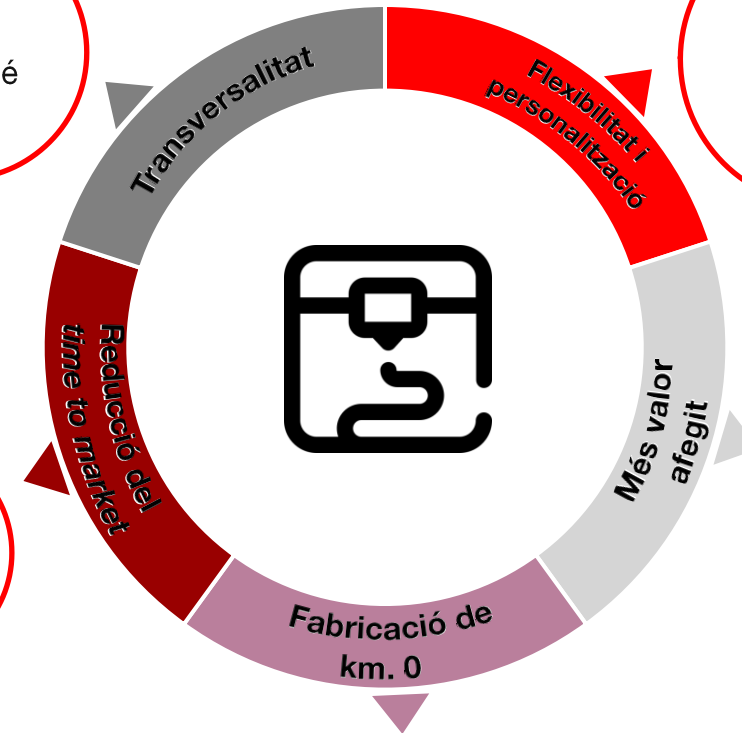 é
Transversalitat
Flexibilitat i
personalització
Reducció del
time to market
Més valor
afegit
Fabricació de
km. 0